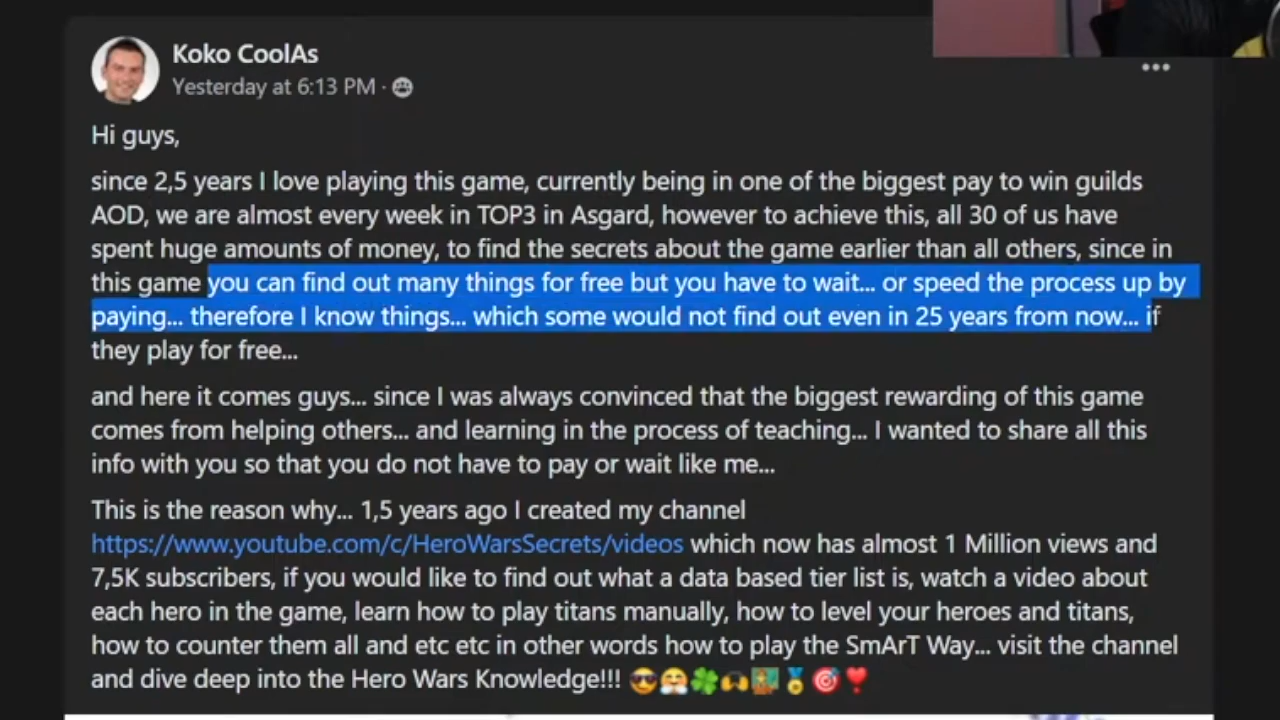 Koko CoolAs
Yesterday at 6:13 PM ·
Hi guys,
since 2,5 years I love playing this game, currently being in one of the biggest pay to win guilds
AOD, we are almost every week in TOP3 in Asgard, however to achieve this, all 30 of us have
spent huge amounts of money, to find the secrets about the game earlier than all others, since in
this game you can find out many things for free but you have to wait... or speed the process up by
paying... therefore I know things... which some would not find out even in 25 years from now... if
they play for free...
and here it comes guys... since I was always convinced that the biggest rewarding of this game
comes from helping others... and learning in the process of teaching... I wanted to share all this
info with you so that you do not have to pay or wait like me...
This is the reason why... 1,5 years ago I created my channel
https://www.youtube.com/c/HeroWarsSecrets/videos which now has almost 1 Million views and
7,5K subscribers, if you would like to find out what a data based tier list is, watch a video about
each hero in the game, learn how to play titans manually, how to level your heroes and titans,
how to counter them all and etc etc in other words how to play the SmArT Way... visit the channel
and dive deep into the Hero Wars Knowledge!!! 😎🤗🍀🎮🗺️🏅🎯❣️